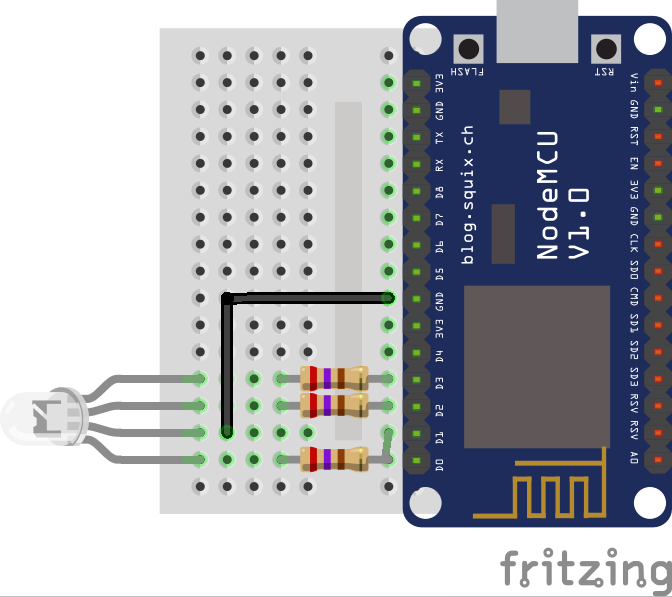 FLASH
RST
3V3
GND
TX
RX
D8
D7
D6
D5
GND
3V3
D4
D3
D2
D1
D0
blog.squix.ch
NodeMCU
V1.0
Vin
GND
RST
EN
3V3
GND
CLK
SD0
CMD
SD1
SD2
SD3
RSV
RSV
A0
fritzing